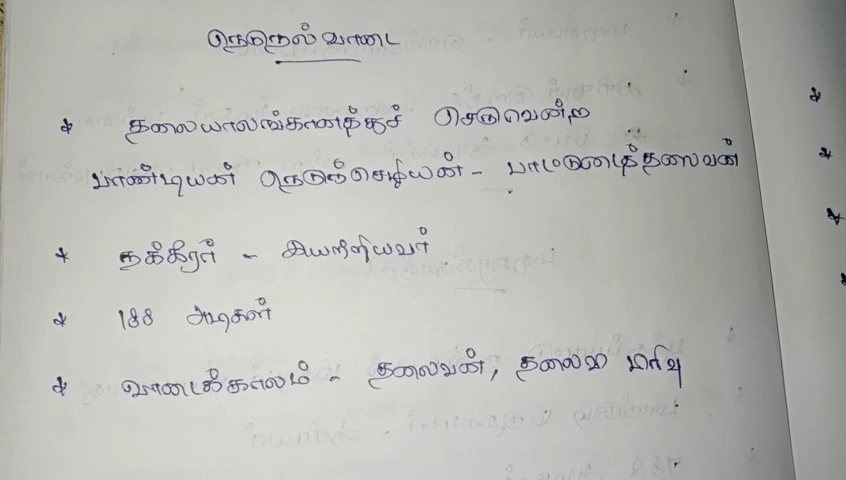 நெடுநல்வாடை
* தலையாலங்கானத்துச் செருவென்ற
பாண்டியன் நெடுஞ்செழியன் - பாட்டுடைத்தலைவன்
* நக்கீரர் - இயற்றியவர்
* 188 அடிகள்
* வாடைக்காலம் - தலைவன், தலைவி பிரிவு